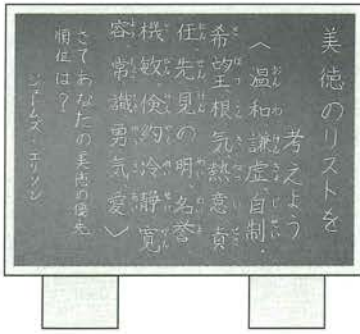 美徳のリストを
考えよう
〈温和謙虚、自制・
希望根気熱意責
任先見の明、名誉
機敏倹約冷静寛
容常識勇気愛〉
さてあなたの美徳の優先
順位は?
ジェームズ・エリソン